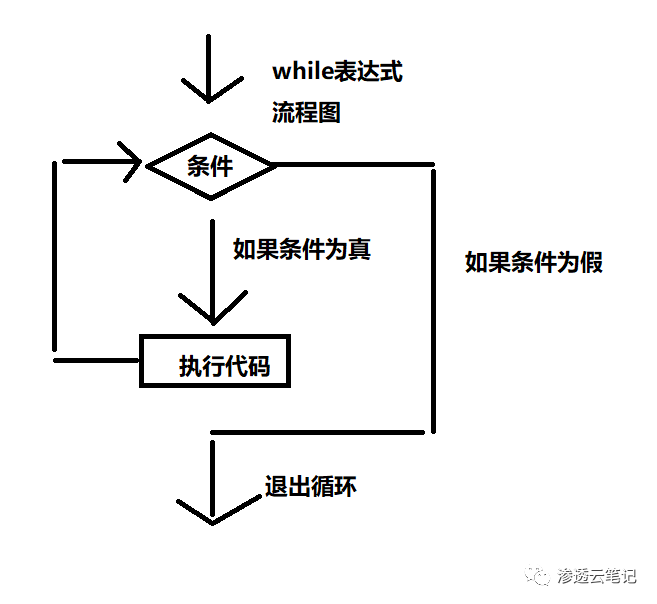 while表达式
流程图
条件
如果条件为真
如果条件为假
执行代码
退出循环
渗透云笔记